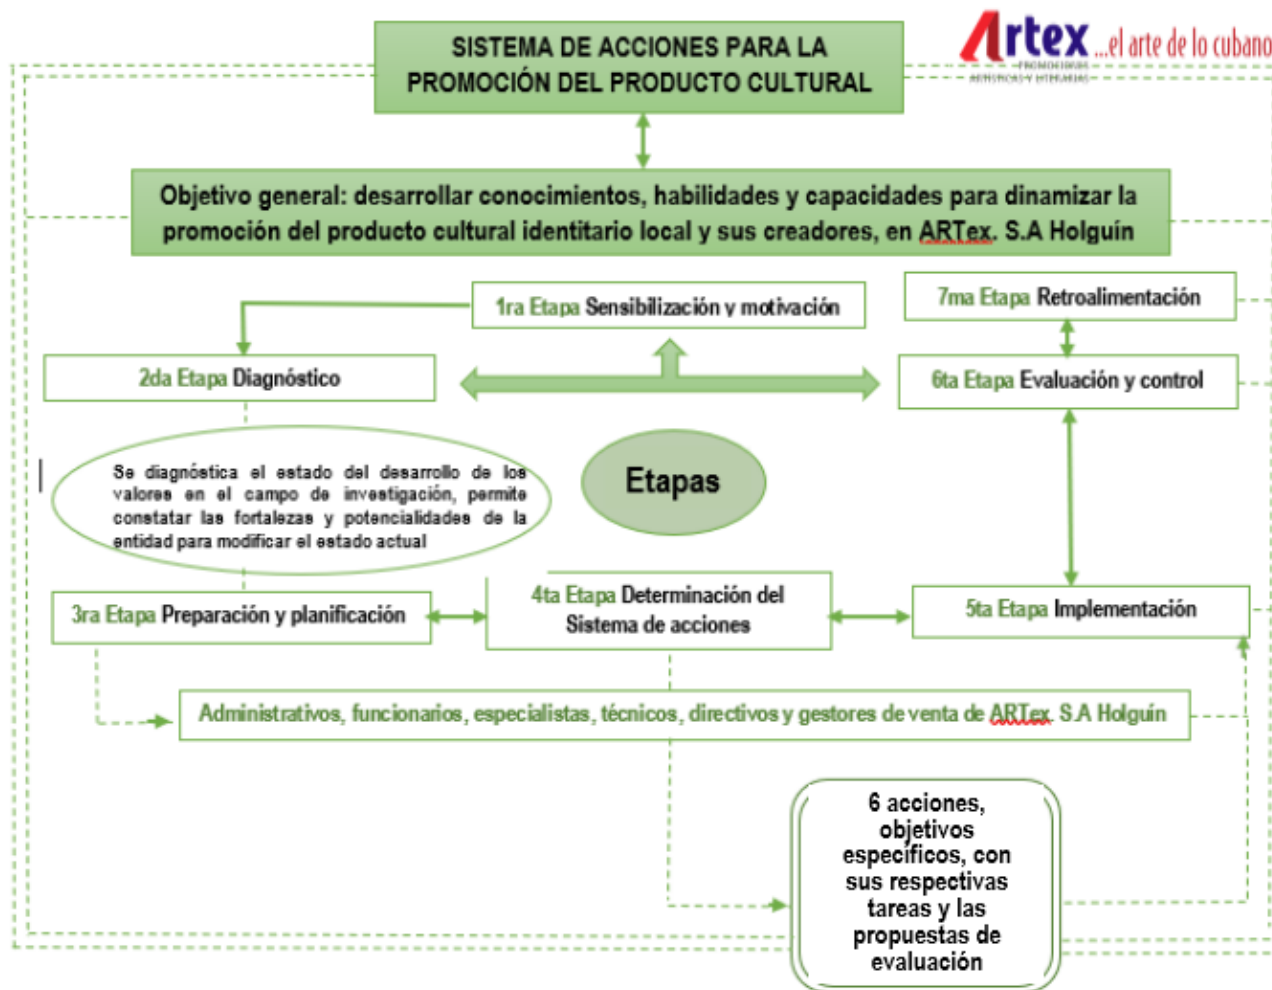 SISTEMA DE ACCIONES PARA LA
PROMOCIÓN DEL PRODUCTO CULTURAL
Artex ...el arte de lo cubano
PROMOCIONES
ARTÍSTICAS Y LITERARIAS
Objetivo general: desarrollar conocimientos, habilidades y capacidades para dinamizar la
promoción del producto cultural identitario local y sus creadores, en ARTex. S.A Holguín
1ra Etapa Sensibilización y motivación
7ma Etapa Retroalimentación
2da Etapa Diagnóstico
6ta Etapa Evaluación y control
Se diagnóstica el estado del desarrollo de los
valores en el campo de investigación, permite
constatar las fortalezas y potencialidades de la
entidad para modificar el estado actual
Etapas
3ra Etapa Preparación y planificación
4ta Etapa Determinación del
Sistema de acciones
5ta Etapa Implementación
Administrativos, funcionarios, especialistas, técnicos, directivos y gestores de venta de ARTex S.A Holguín
6 acciones,
objetivos
específicos, con
sus respectivas
tareas y las
propuestas de
evaluación